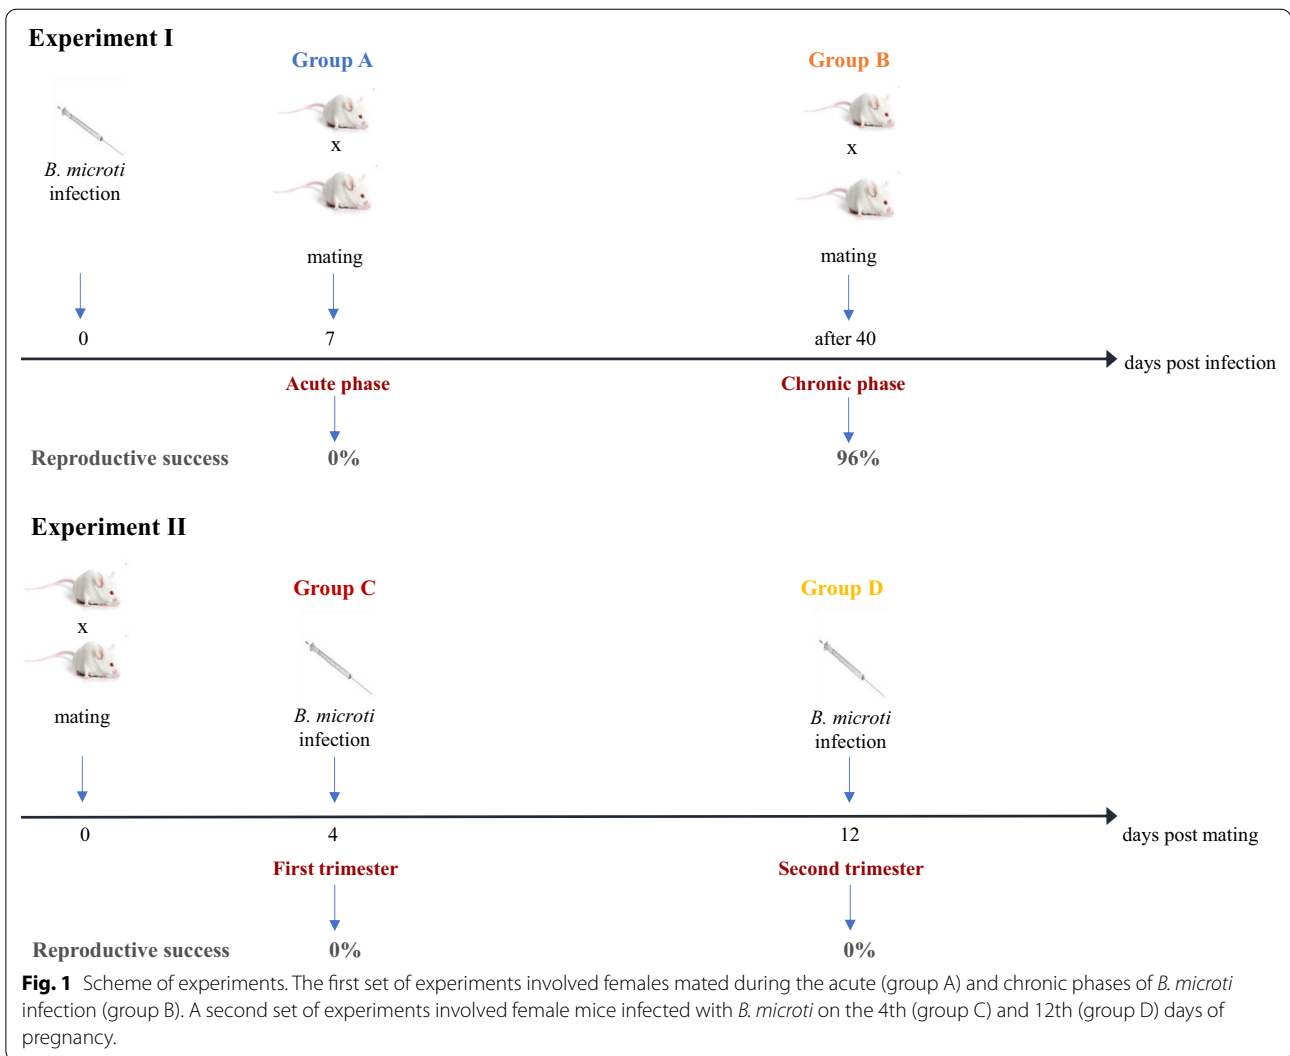 Experiment I
Group A
Group B
x
x
B. microti
infection
mating
mating
0
7
after 40
days post infection
Acute phase
Chronic phase
Reproductive success
0%
96%
Experiment II
Group C
Group D
x
mating
B. microti
infection
B. microti
infection
0
4
12
days post mating
First trimester
Second trimester
Reproductive success
0%
0%
Fig. 1 Scheme of experiments. The first set of experiments involved females mated during the acute (group A) and chronic phases of B. microti
infection (group B). A second set of experiments involved female mice infected with B. microti on the 4th (group C) and 12th (group D) days of
pregnancy.